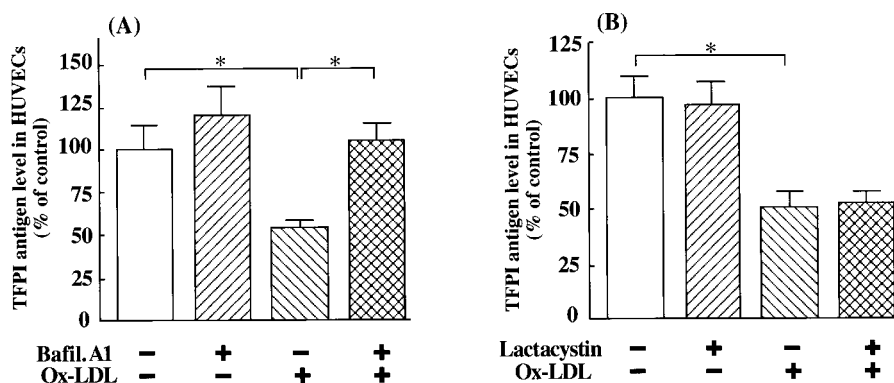 (A)
TFPI antigen level in HUVECs
(% of control)
150
125
100
75
50
25
0
* *
Bafil. A1 − + − +
Ox-LDL − − + +
(B)
TFPI antigen level in HUVECs
(% of control)
125
100
75
50
25
0
*
Lactacystin − + − +
Ox-LDL − − + +